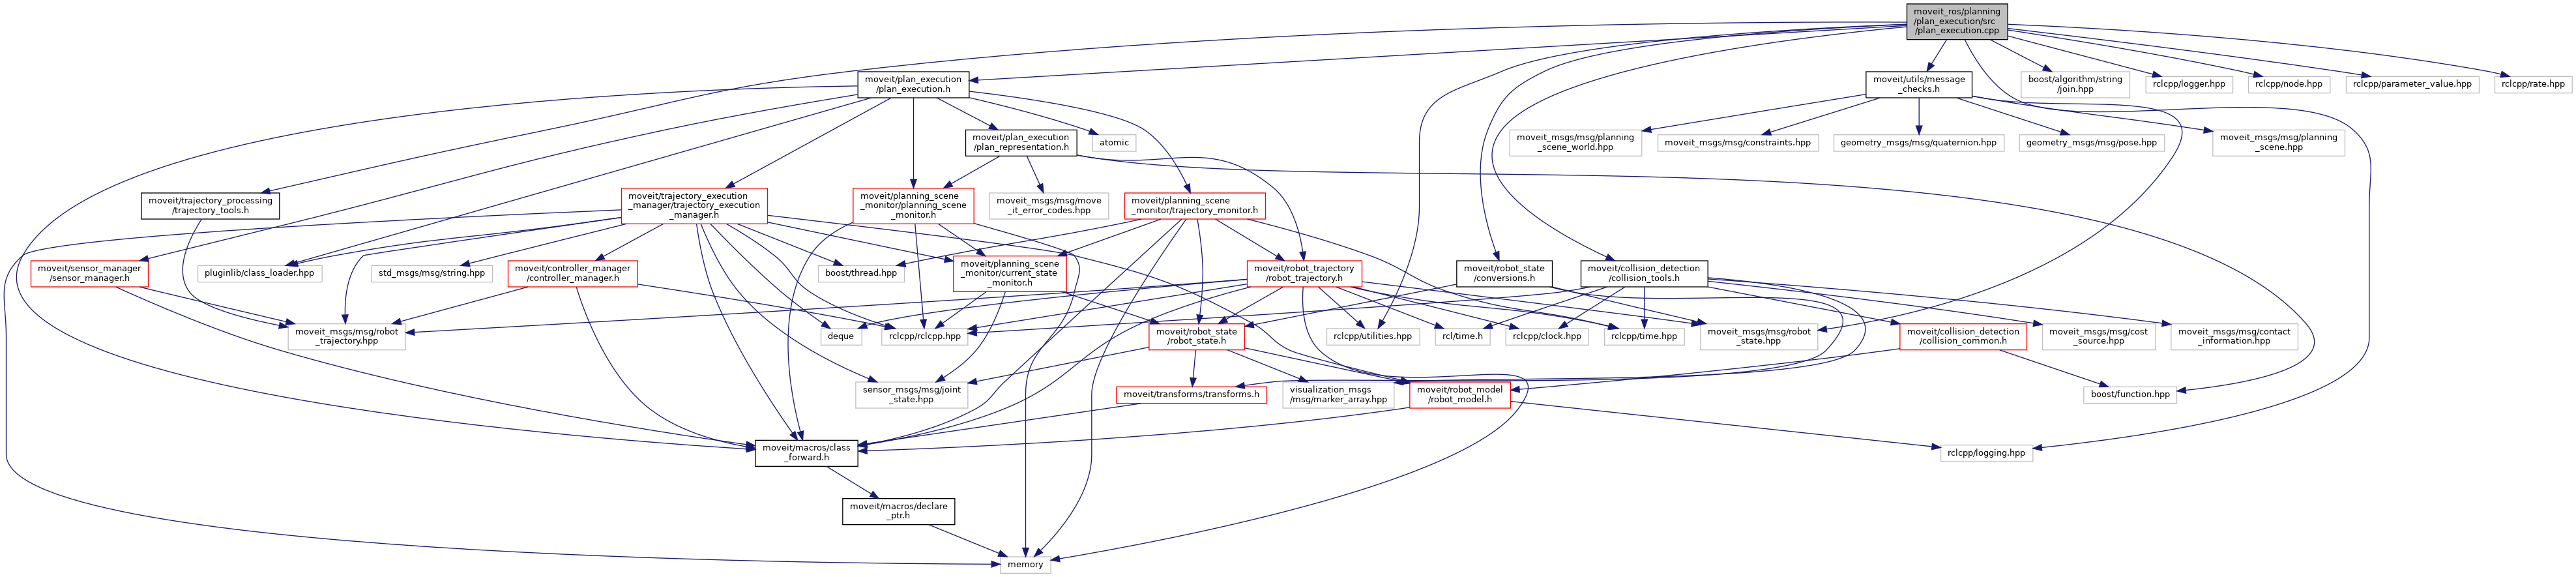 moveit_ros/planning
/plan_execution/src
/plan_execution.cpp
moveit/plan_execution
/plan_execution.h
moveit/utils/message
_checks.h
boost/algorithm/string
/join.hpp
rclcpp/logger.hpp
rclcpp/node.hpp
rclcpp/parameter_value.hpp
rclcpp/rate.hpp
moveit/plan_execution
/plan_representation.h
atomic
moveit_msgs/msg/planning
_scene_world.hpp
moveit_msgs/msg/constraints.hpp
geometry_msgs/msg/quaternion.hpp
geometry_msgs/msg/pose.hpp
moveit_msgs/msg/planning
_scene.hpp
moveit/trajectory_processing
/trajectory_tools.h
moveit/trajectory_execution
_manager/trajectory_execution
_manager.h
moveit/planning_scene
_monitor/planning_scene
_monitor.h
moveit_msgs/msg/move
_it_error_codes.hpp
moveit/planning_scene
_monitor/trajectory_monitor.h
moveit/sensor_manager
/sensor_manager.h
pluginlib/class_loader.hpp
std_msgs/msg/string.hpp
moveit/controller_manager
/controller_manager.h
boost/thread.hpp
moveit/planning_scene
_monitor/current_state
_monitor.h
moveit/robot_trajectory
/robot_trajectory.h
moveit/robot_state
/conversions.h
moveit/collision_detection
/collision_tools.h
moveit_msgs/msg/robot
_trajectory.hpp
deque
rclcpp/rclcpp.hpp
moveit/robot_state
/robot_state.h
rclcpp/utilities.hpp
rcl/time.h
rclcpp/clock.hpp
rclcpp/time.hpp
moveit_msgs/msg/robot
_state.hpp
moveit/collision_detection
/collision_common.h
moveit_msgs/msg/cost
_source.hpp
moveit_msgs/msg/contact
_information.hpp
sensor_msgs/msg/joint
_state.hpp
moveit/transforms/transforms.h
visualization_msgs
/msg/marker_array.hpp
moveit/robot_model
/robot_model.h
boost/function.hpp
moveit/macros/class
_forward.h
rclcpp/logging.hpp
moveit/macros/declare
_ptr.h
memory